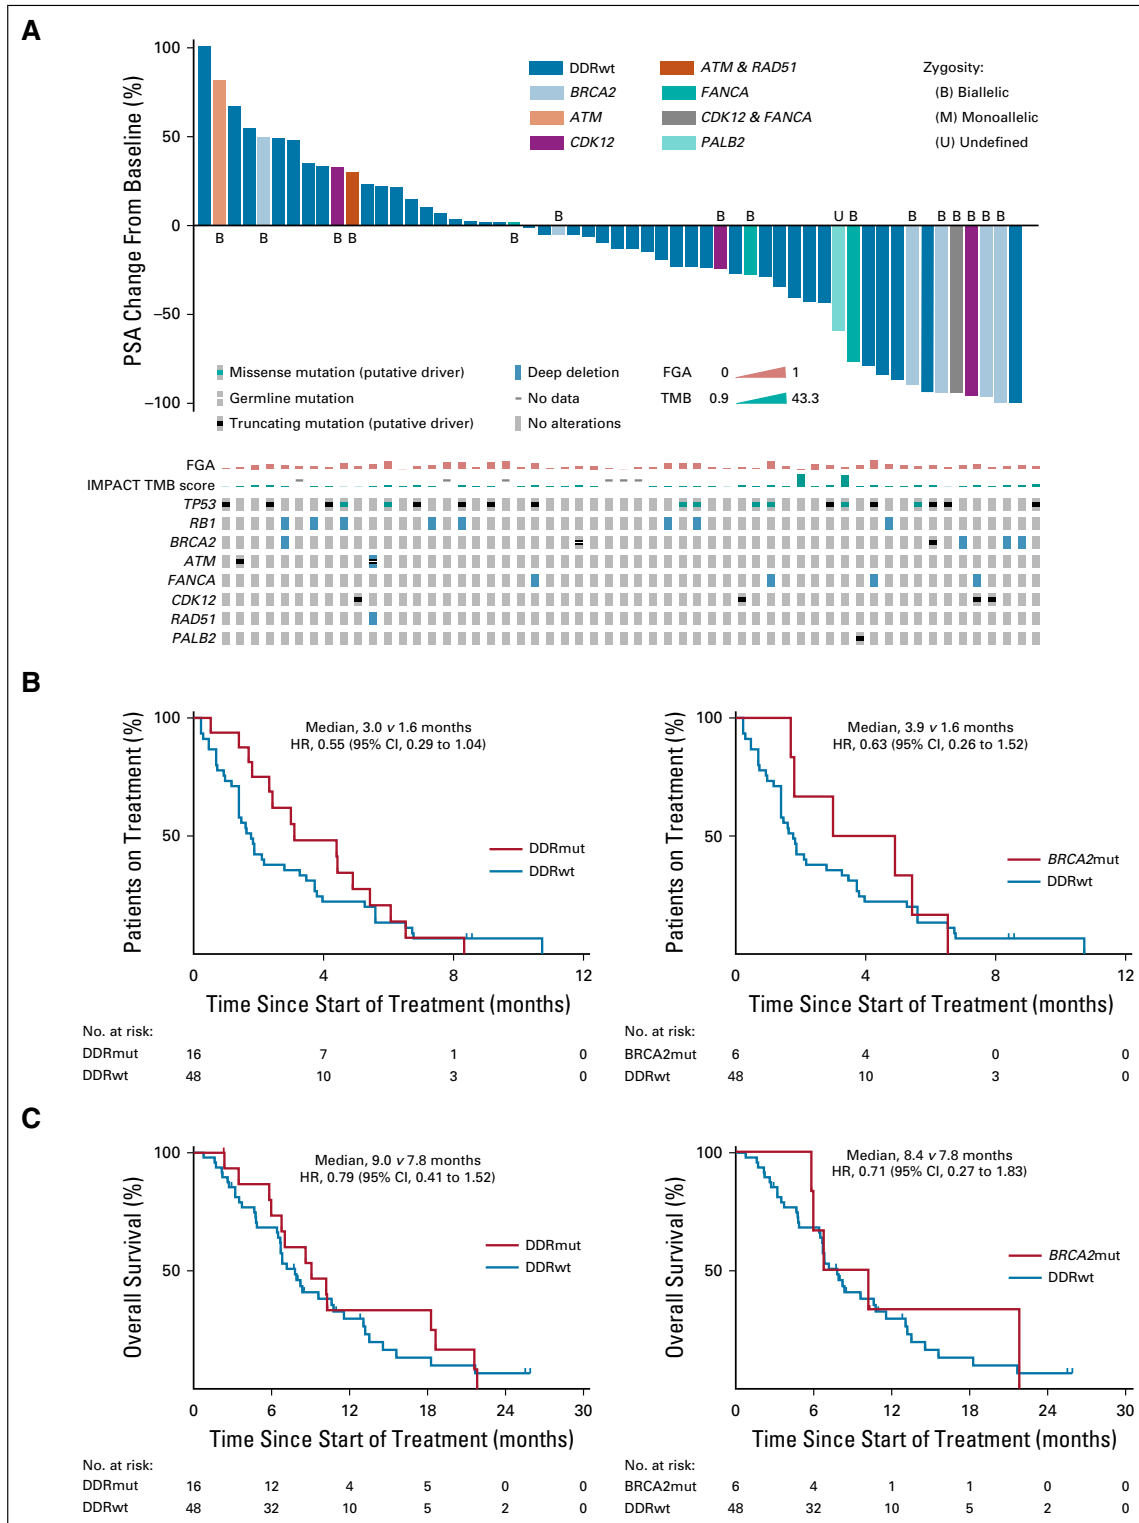 A
PSA Change From Baseline (%)
100
50
0
−50
−100
DDRwt
BRCA2
ATM
CDK12
ATM & RAD51
FANCA
CDK12 & FANCA
PALB2
Zygosity:
(B) Biallelic
(M) Monoallelic
(U) Undefined
B B B B B
B B B U B B B B B B B
Missense mutation (putative driver)
Germline mutation
Truncating mutation (putative driver)
Deep deletion
No data
No alterations
FGA 0 1
TMB 0.9 43.3
FGA
IMPACT TMB score
TP53
RB1
BRCA2
ATM
FANCA
CDK12
RAD51
PALB2
B
Patients on Treatment (%)
100
50
Median, 3.0 v 1.6 months
HR, 0.55 (95% CI, 0.29 to 1.04)
DDRmut
DDRwt
0 4 8 12
Time Since Start of Treatment (months)
No. at risk:
DDRmut 16 7 1 0
DDRwt 48 10 3 0
Patients on Treatment (%)
100
50
Median, 3.9 v 1.6 months
HR, 0.63 (95% CI, 0.26 to 1.52)
BRCA2mut
DDRwt
0 4 8 12
Time Since Start of Treatment (months)
No. at risk:
BRCA2mut 6 4 0 0
DDRwt 48 10 3 0
C
Overall Survival (%)
100
50
Median, 9.0 v 7.8 months
HR, 0.79 (95% CI, 0.41 to 1.52)
DDRmut
DDRwt
0 6 12 18 24 30
Time Since Start of Treatment (months)
No. at risk:
DDRmut 16 12 4 5 0 0
DDRwt 48 32 10 5 2 0
Overall Survival (%)
100
50
Median, 8.4 v 7.8 months
HR, 0.71 (95% CI, 0.27 to 1.83)
BRCA2mut
DDRwt
0 6 12 18 24 30
Time Since Start of Treatment (months)
No. at risk:
BRCA2mut 6 4 1 1 0 0
DDRwt 48 32 10 5 2 0